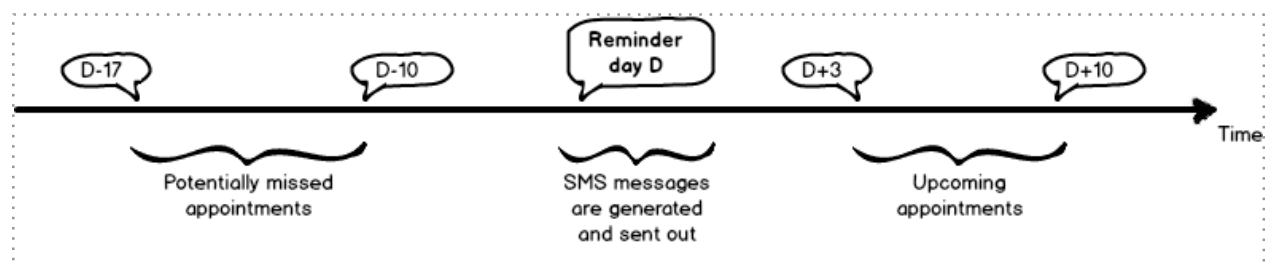 D-17
D-10
Reminder
day D
D+3
D+10
Time
Potentially missed
appointments
SMS messages
are generated
and sent out
Upcoming
appointments